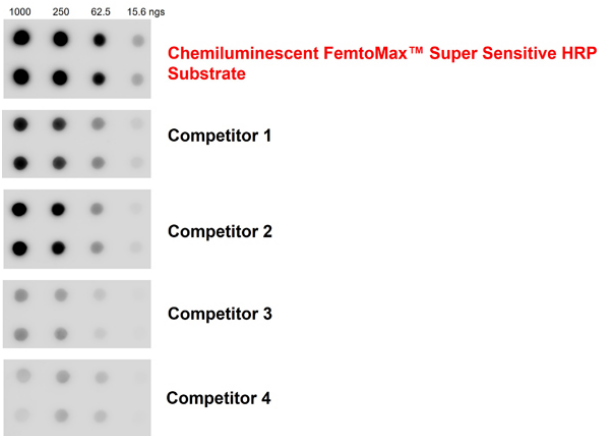 1000 250 62.5 15.6 ngs
Chemiluminescent FemtoMax™ Super Sensitive HRP
Substrate
Competitor 1
Competitor 2
Competitor 3
Competitor 4